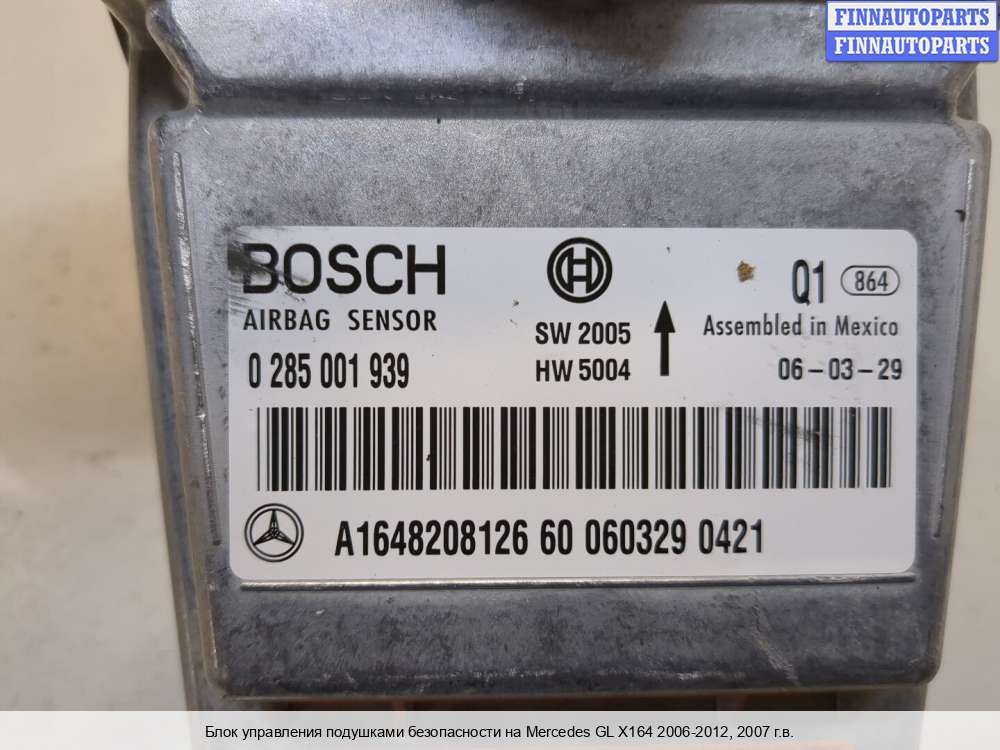 FINNAUTOPARTS
FINNAUTOPARTS
BOSCH
AIRBAG SENSOR
0 285 001 939
SW 2005
HW 5004
Q1 864
Assembled in Mexico
06-03-29
A1648208126 60 060329 0421
Блок управления подушками безопасности на Mercedes GL X164 2006-2012, 2007 г.в.